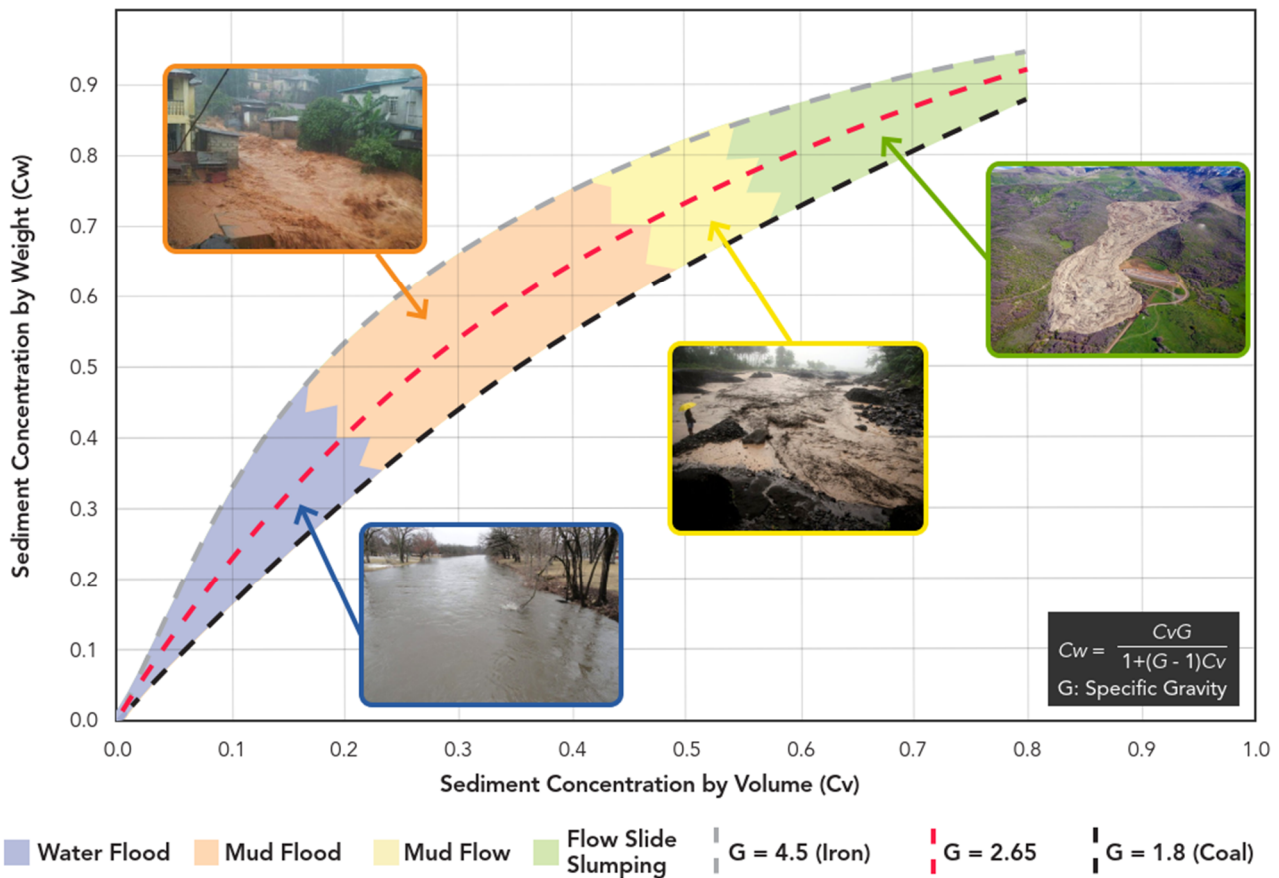 Sediment Concentration by Weight (Cw)
0.9
0.8
0.7
0.6
0.5
0.4
0.3
0.2
0.1
0.0
Cw = CvG
1+(G - 1)Cv
G: Specific Gravity
0.0 0.1 0.2 0.3 0.4 0.5 0.6 0.7 0.8 0.9 1.0
Sediment Concentration by Volume (Cv)
Water Flood Mud Flood Mud Flow Flow Slide
Slumping G = 4.5 (Iron) G = 2.65 G = 1.8 (Coal)